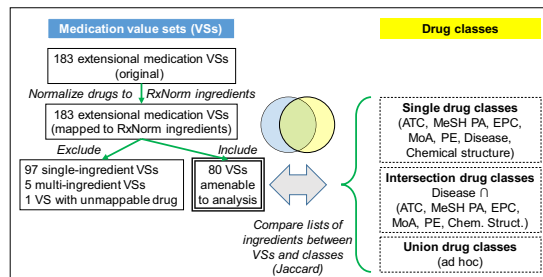 Medication value sets (VSs)
183 extensional medication VSs
(original)
Normalize drugs to RxNorm ingredients
183 extensional medication VSs
(mapped to RxNorm ingredients)
Exclude
Include
97 single-ingredient VSs
5 multi-ingredient VSs
1 VS with unmappable drug
80 VSs
amenable
to analysis
Compare lists of
ingredients between
VSs and classes
(Jaccard)
Drug classes
Single drug classes
(ATC, MeSH PA, EPC,
MoA, PE, Disease,
Chemical structure)
Intersection drug classes
Disease ∩
(ATC, MeSH PA, EPC,
MoA, PE, Chem. Struct.)
Union drug classes
(ad hoc)